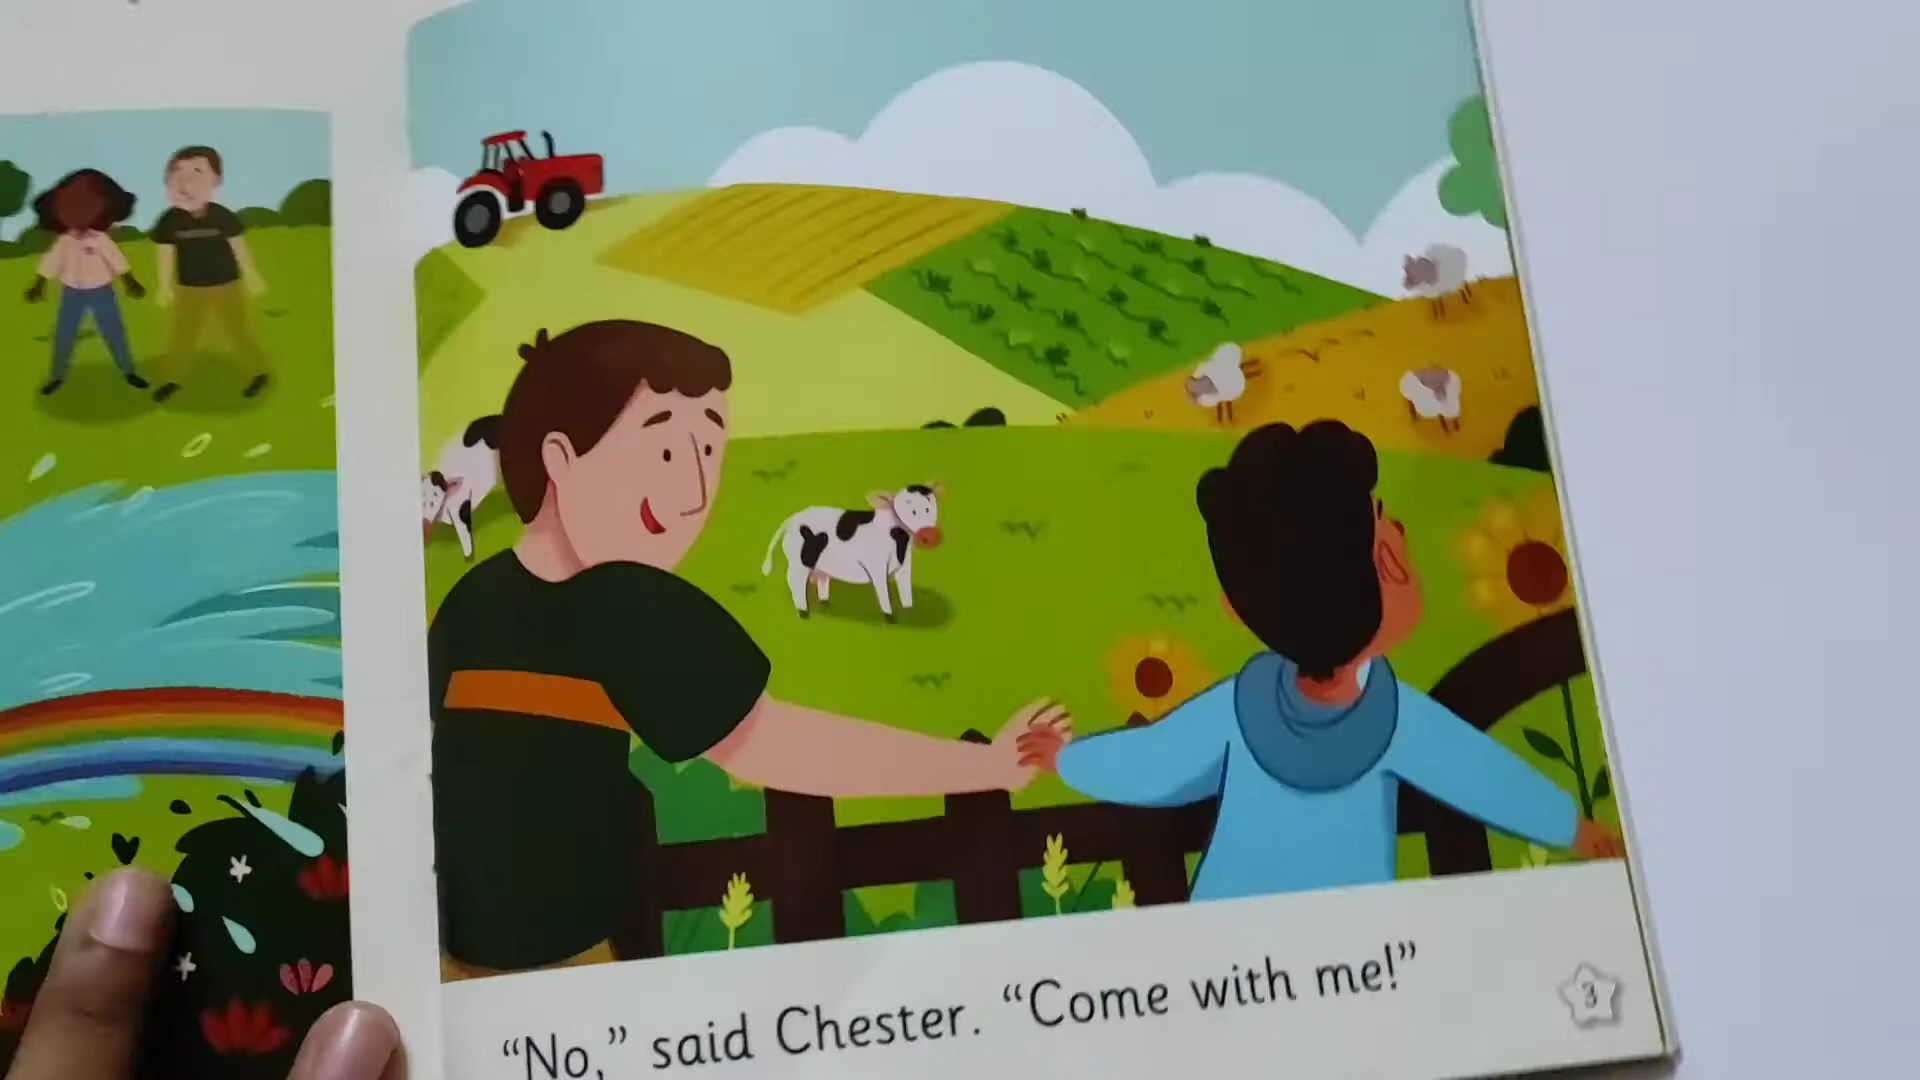 “No,” said Chester. “Come with me!”
3